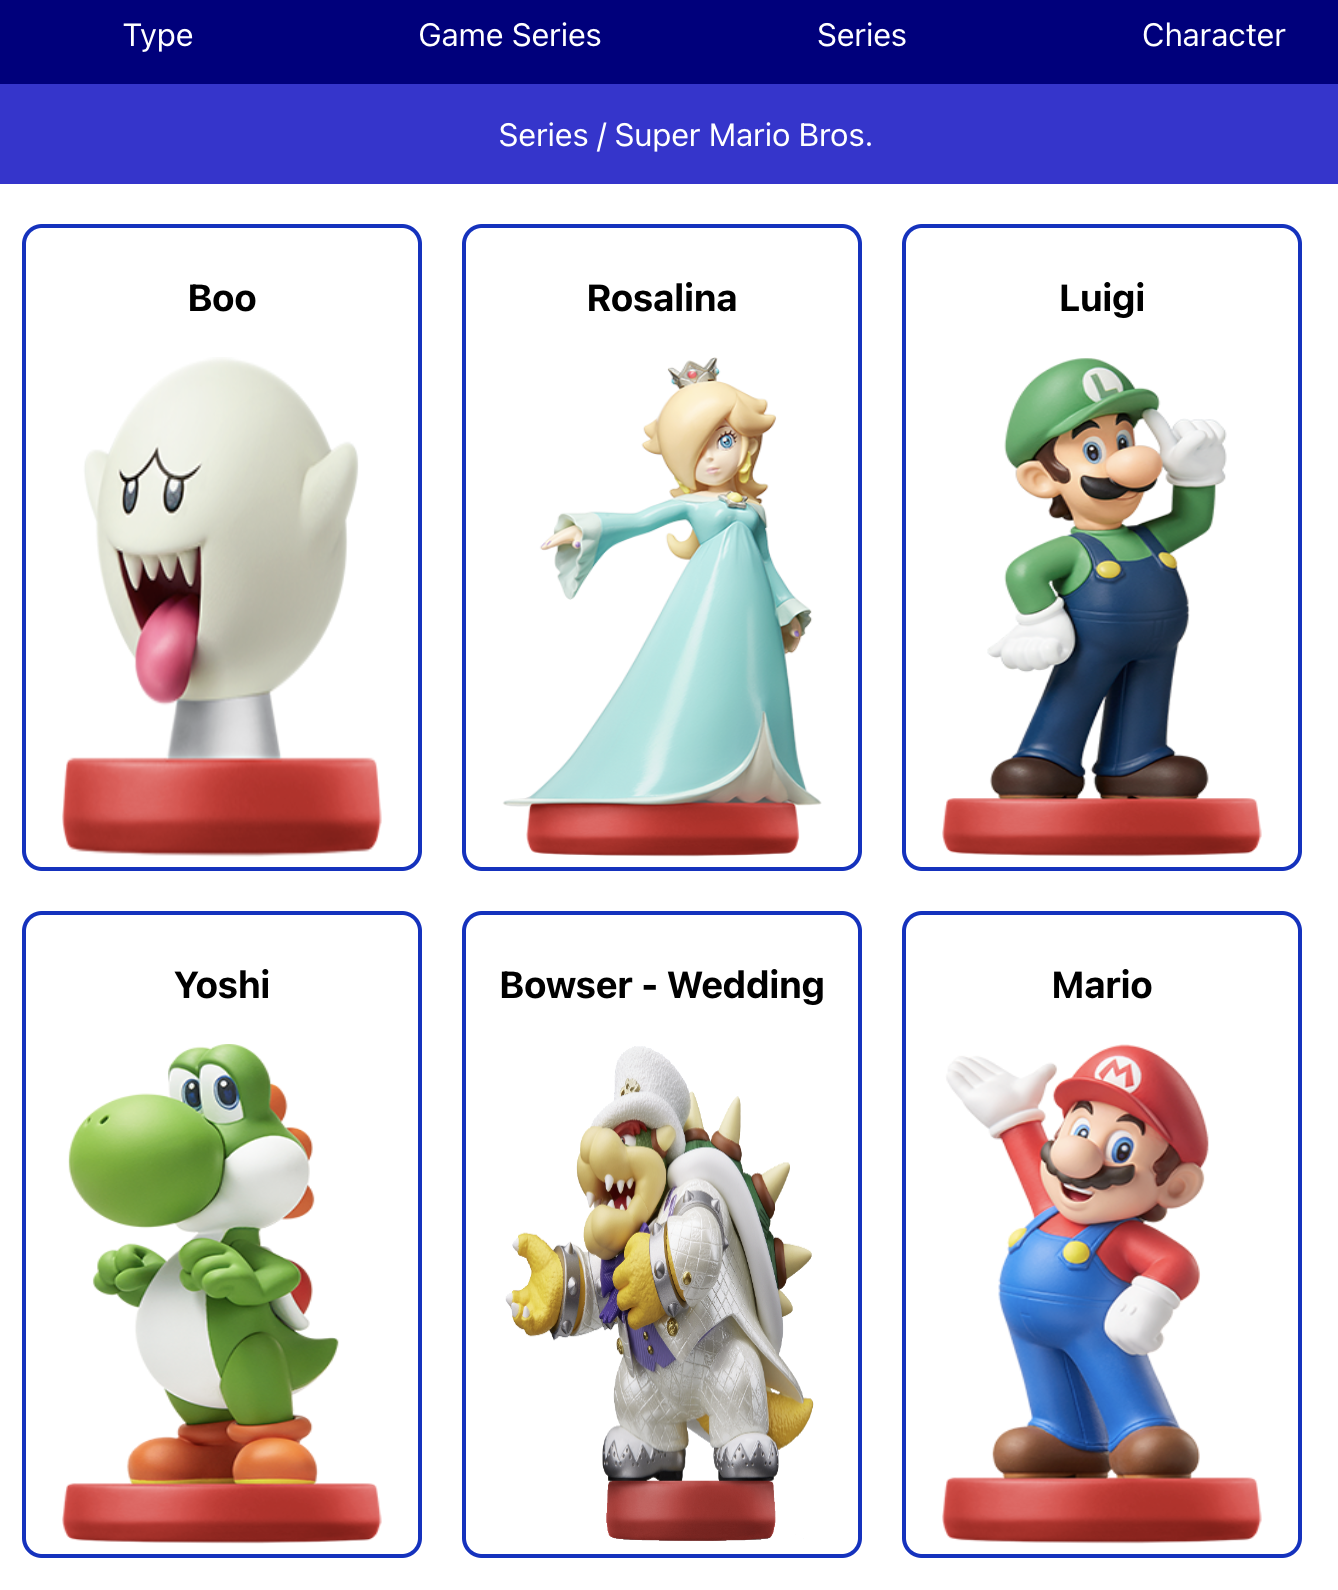 Type Game Series Series Character
Series / Super Mario Bros.
Boo Rosalina Luigi
L
Yoshi Bowser - Wedding Mario
M